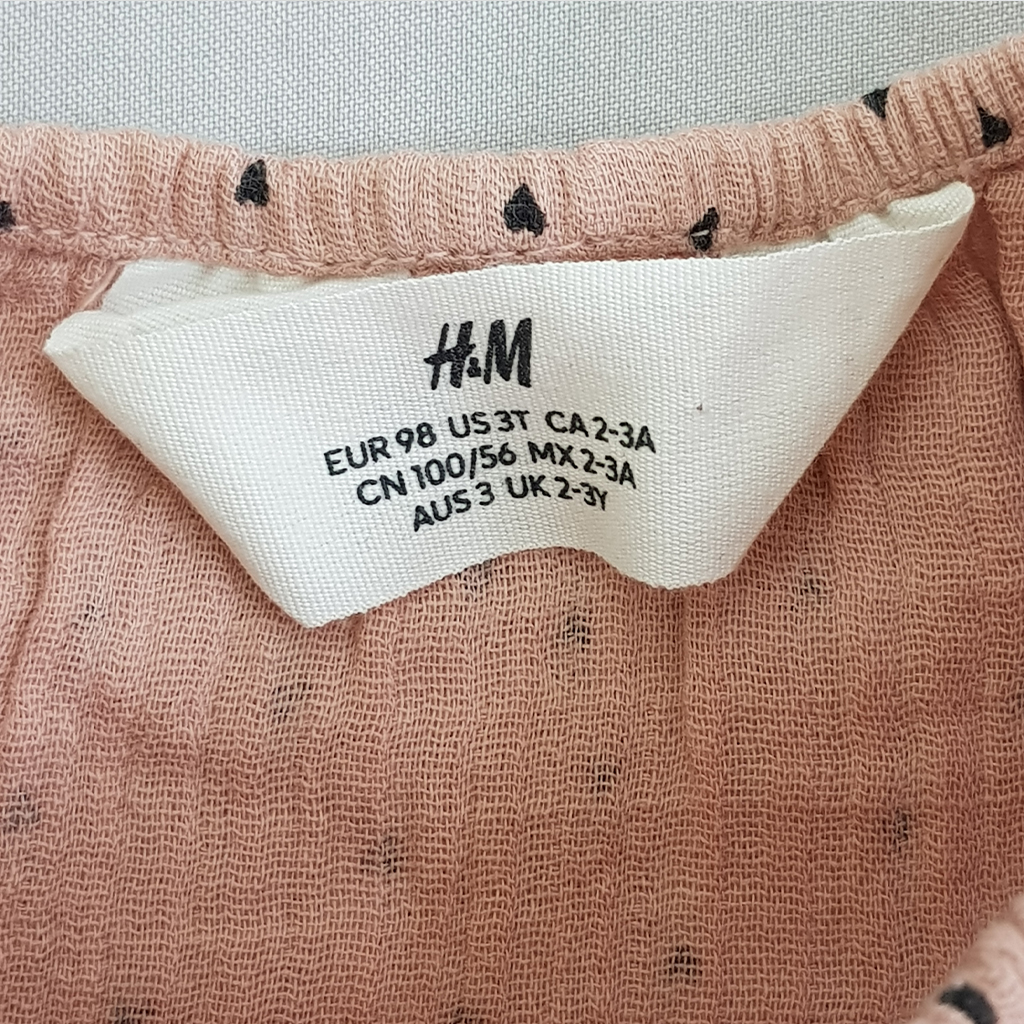 H&M
EUR 98 US 3T CA 2-3A
CN 100/56 MX 2-3A
AUS 3 UK 2-3Y